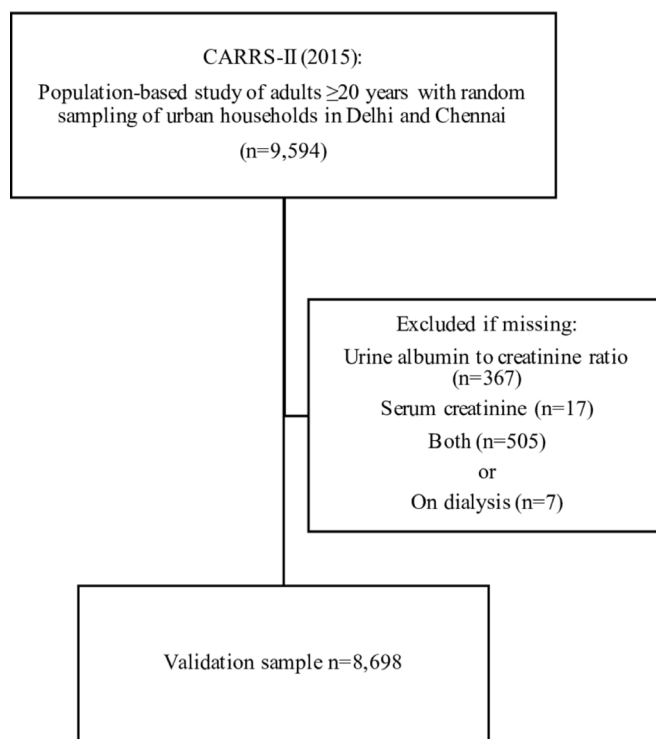 CARRS-II (2015):
Population-based study of adults ≥20 years with random
sampling of urban households in Delhi and Chennai
(n=9,594)
Excluded if missing:
Urine albumin to creatinine ratio
(n=367)
Serum creatinine (n=17)
Both (n=505)
or
On dialysis (n=7)
Validation sample n=8,698